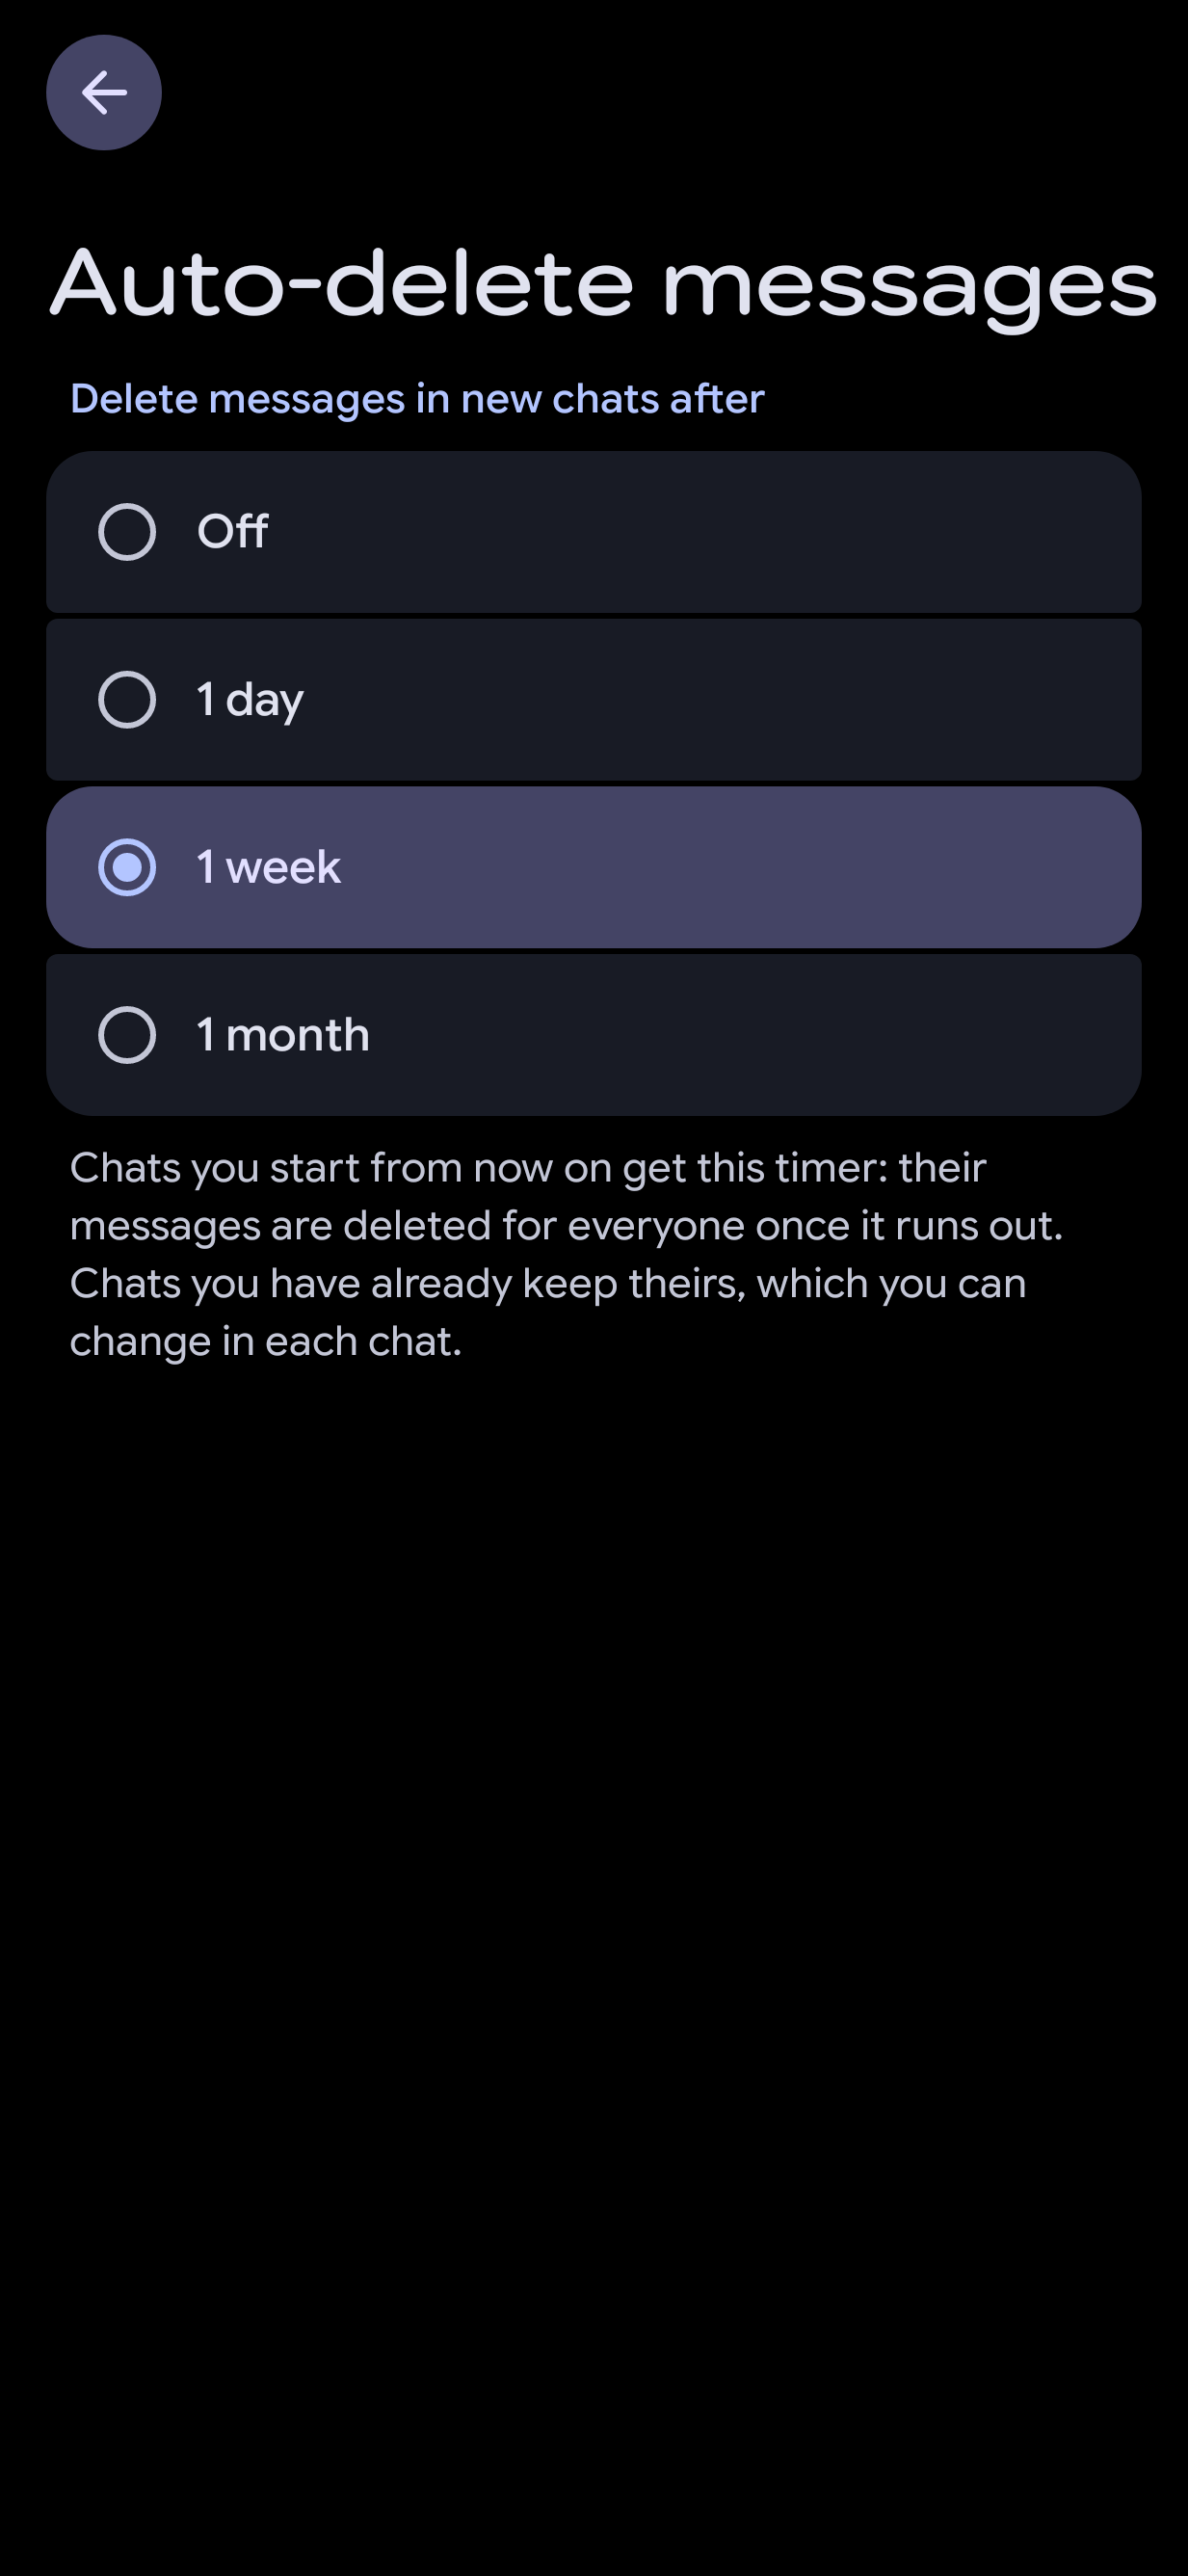 Auto-delete messages
Delete messages in new chats after
Off
1 day
1 week
1 month
Chats you start from now on get this timer: their
messages are deleted for everyone once it runs out.
Chats you have already keep theirs, which you can
change in each chat.